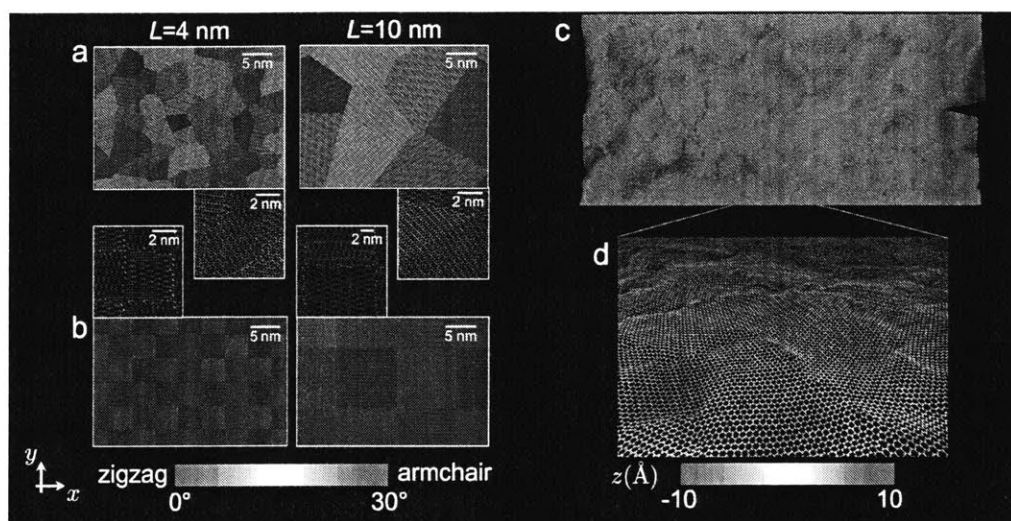 L=4 nm
L=10 nm
a
5 nm
5 nm
2 nm
2 nm
2 nm
2 nm
b
5 nm
5 nm
y
x
zigzag
armchair
0°
30°
c
d
z(Å)
-10
10